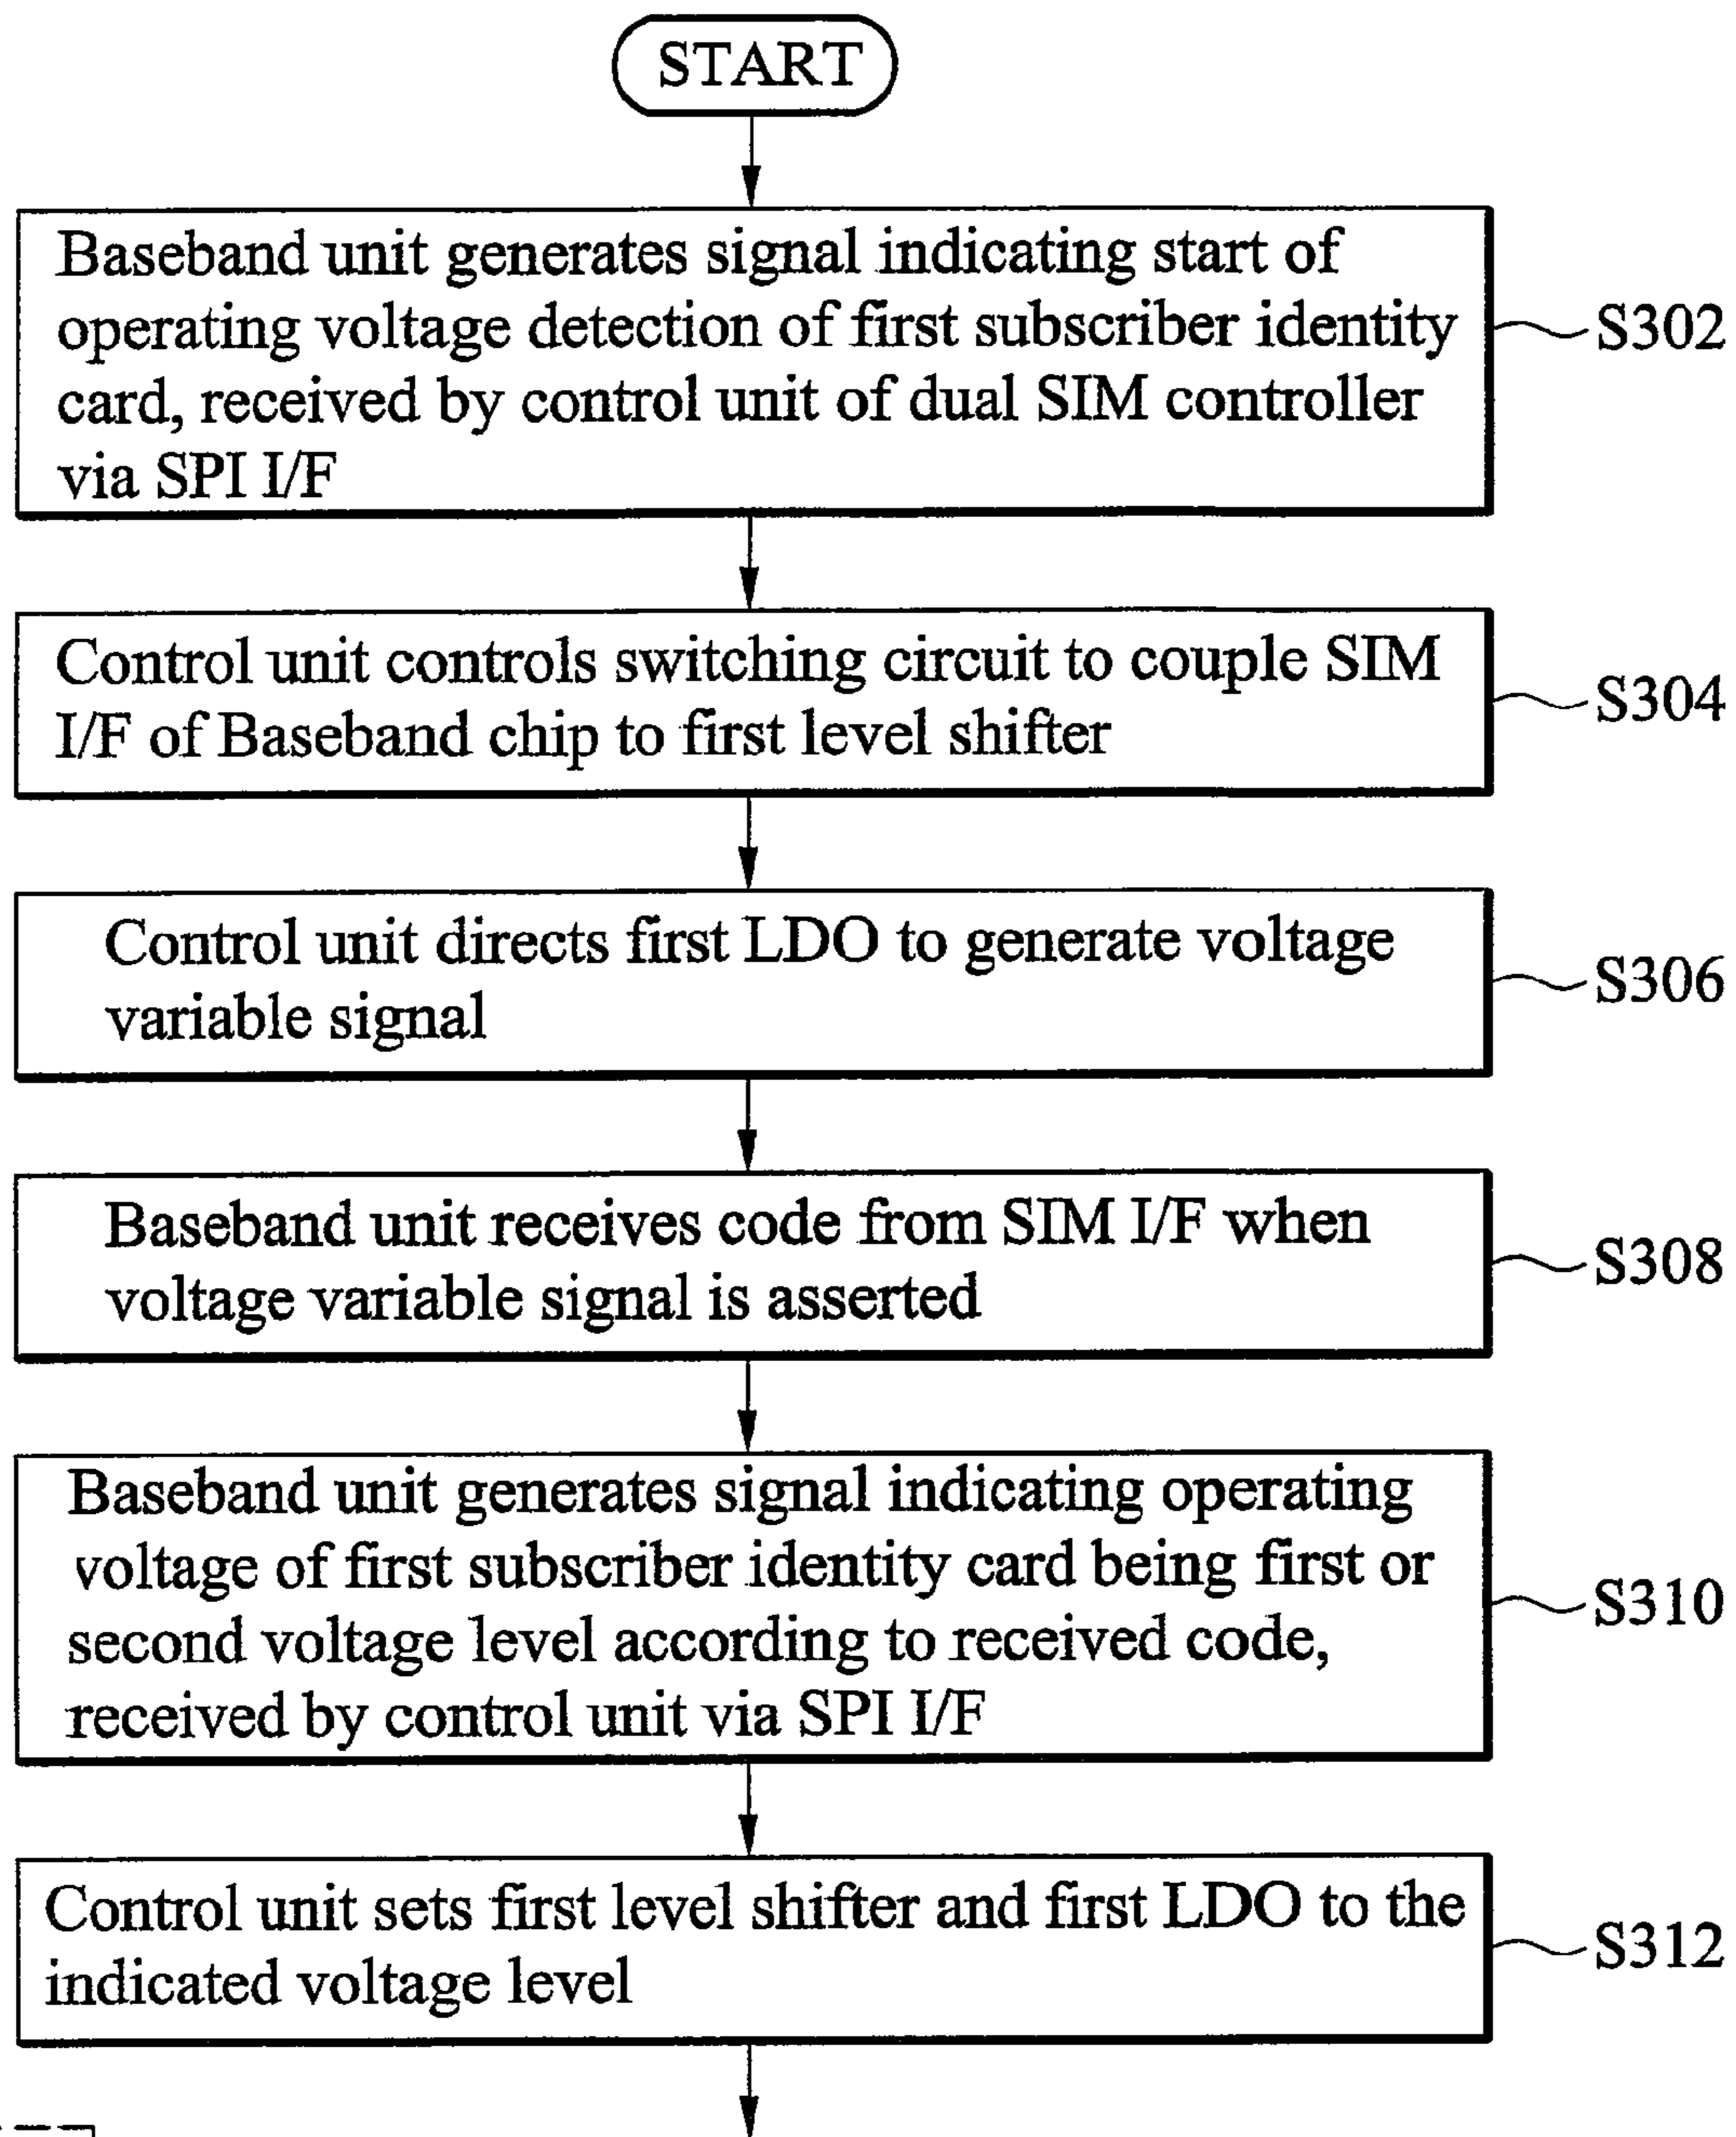 START
Baseband unit generates signal indicating start of
operating voltage detection of first subscriber identity
card, received by control unit of dual SIM controller
via SPI I/F
S302
Control unit controls switching circuit to couple SIM
I/F of Baseband chip to first level shifter
S304
Control unit directs first LDO to generate voltage
variable signal
S306
Baseband unit receives code from SIM I/F when
voltage variable signal is asserted
S308
Baseband unit generates signal indicating operating
voltage of first subscriber identity card being first or
second voltage level according to received code,
received by control unit via SPI I/F
S310
Control unit sets first level shifter and first LDO to the
indicated voltage level
S312